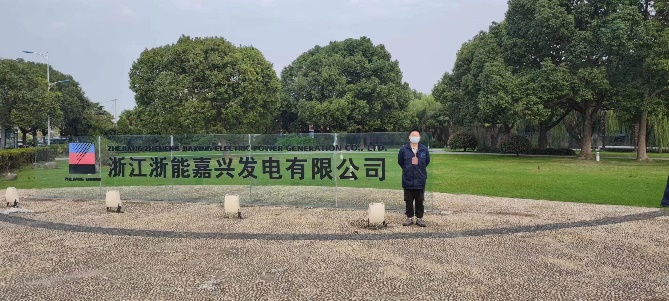 ZHEJIANG ZHENENG JIAXING ELECTRIC POWER GENERATION CO., LTD.
浙江浙能嘉兴发电有限公司